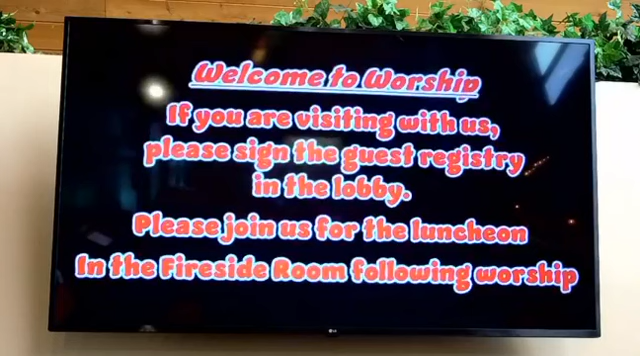 Welcome to Worship
If you are visiting with us,
please sign the guest registry
in the lobby.
Please join us for the luncheon
In the Fireside Room following worship
LG